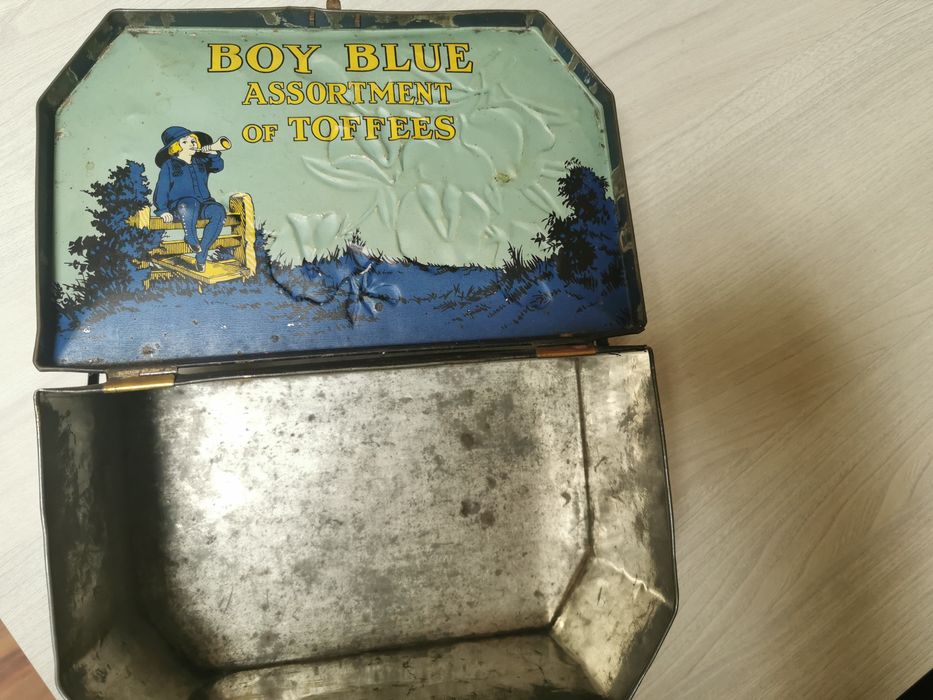 BOY BLUE
ASSORTMENT
OF TOFFEES